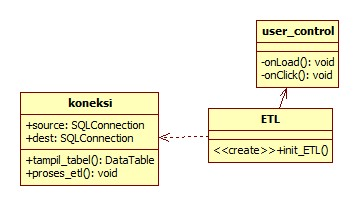 user_control
-onLoad(): void
-onClick(): void
koneksi
+source: SQLConnection
+dest: SQLConnection
+tampil_tabel(): DataTable
+proses_etl(): void
ETL
<<create>>+init_ETL()